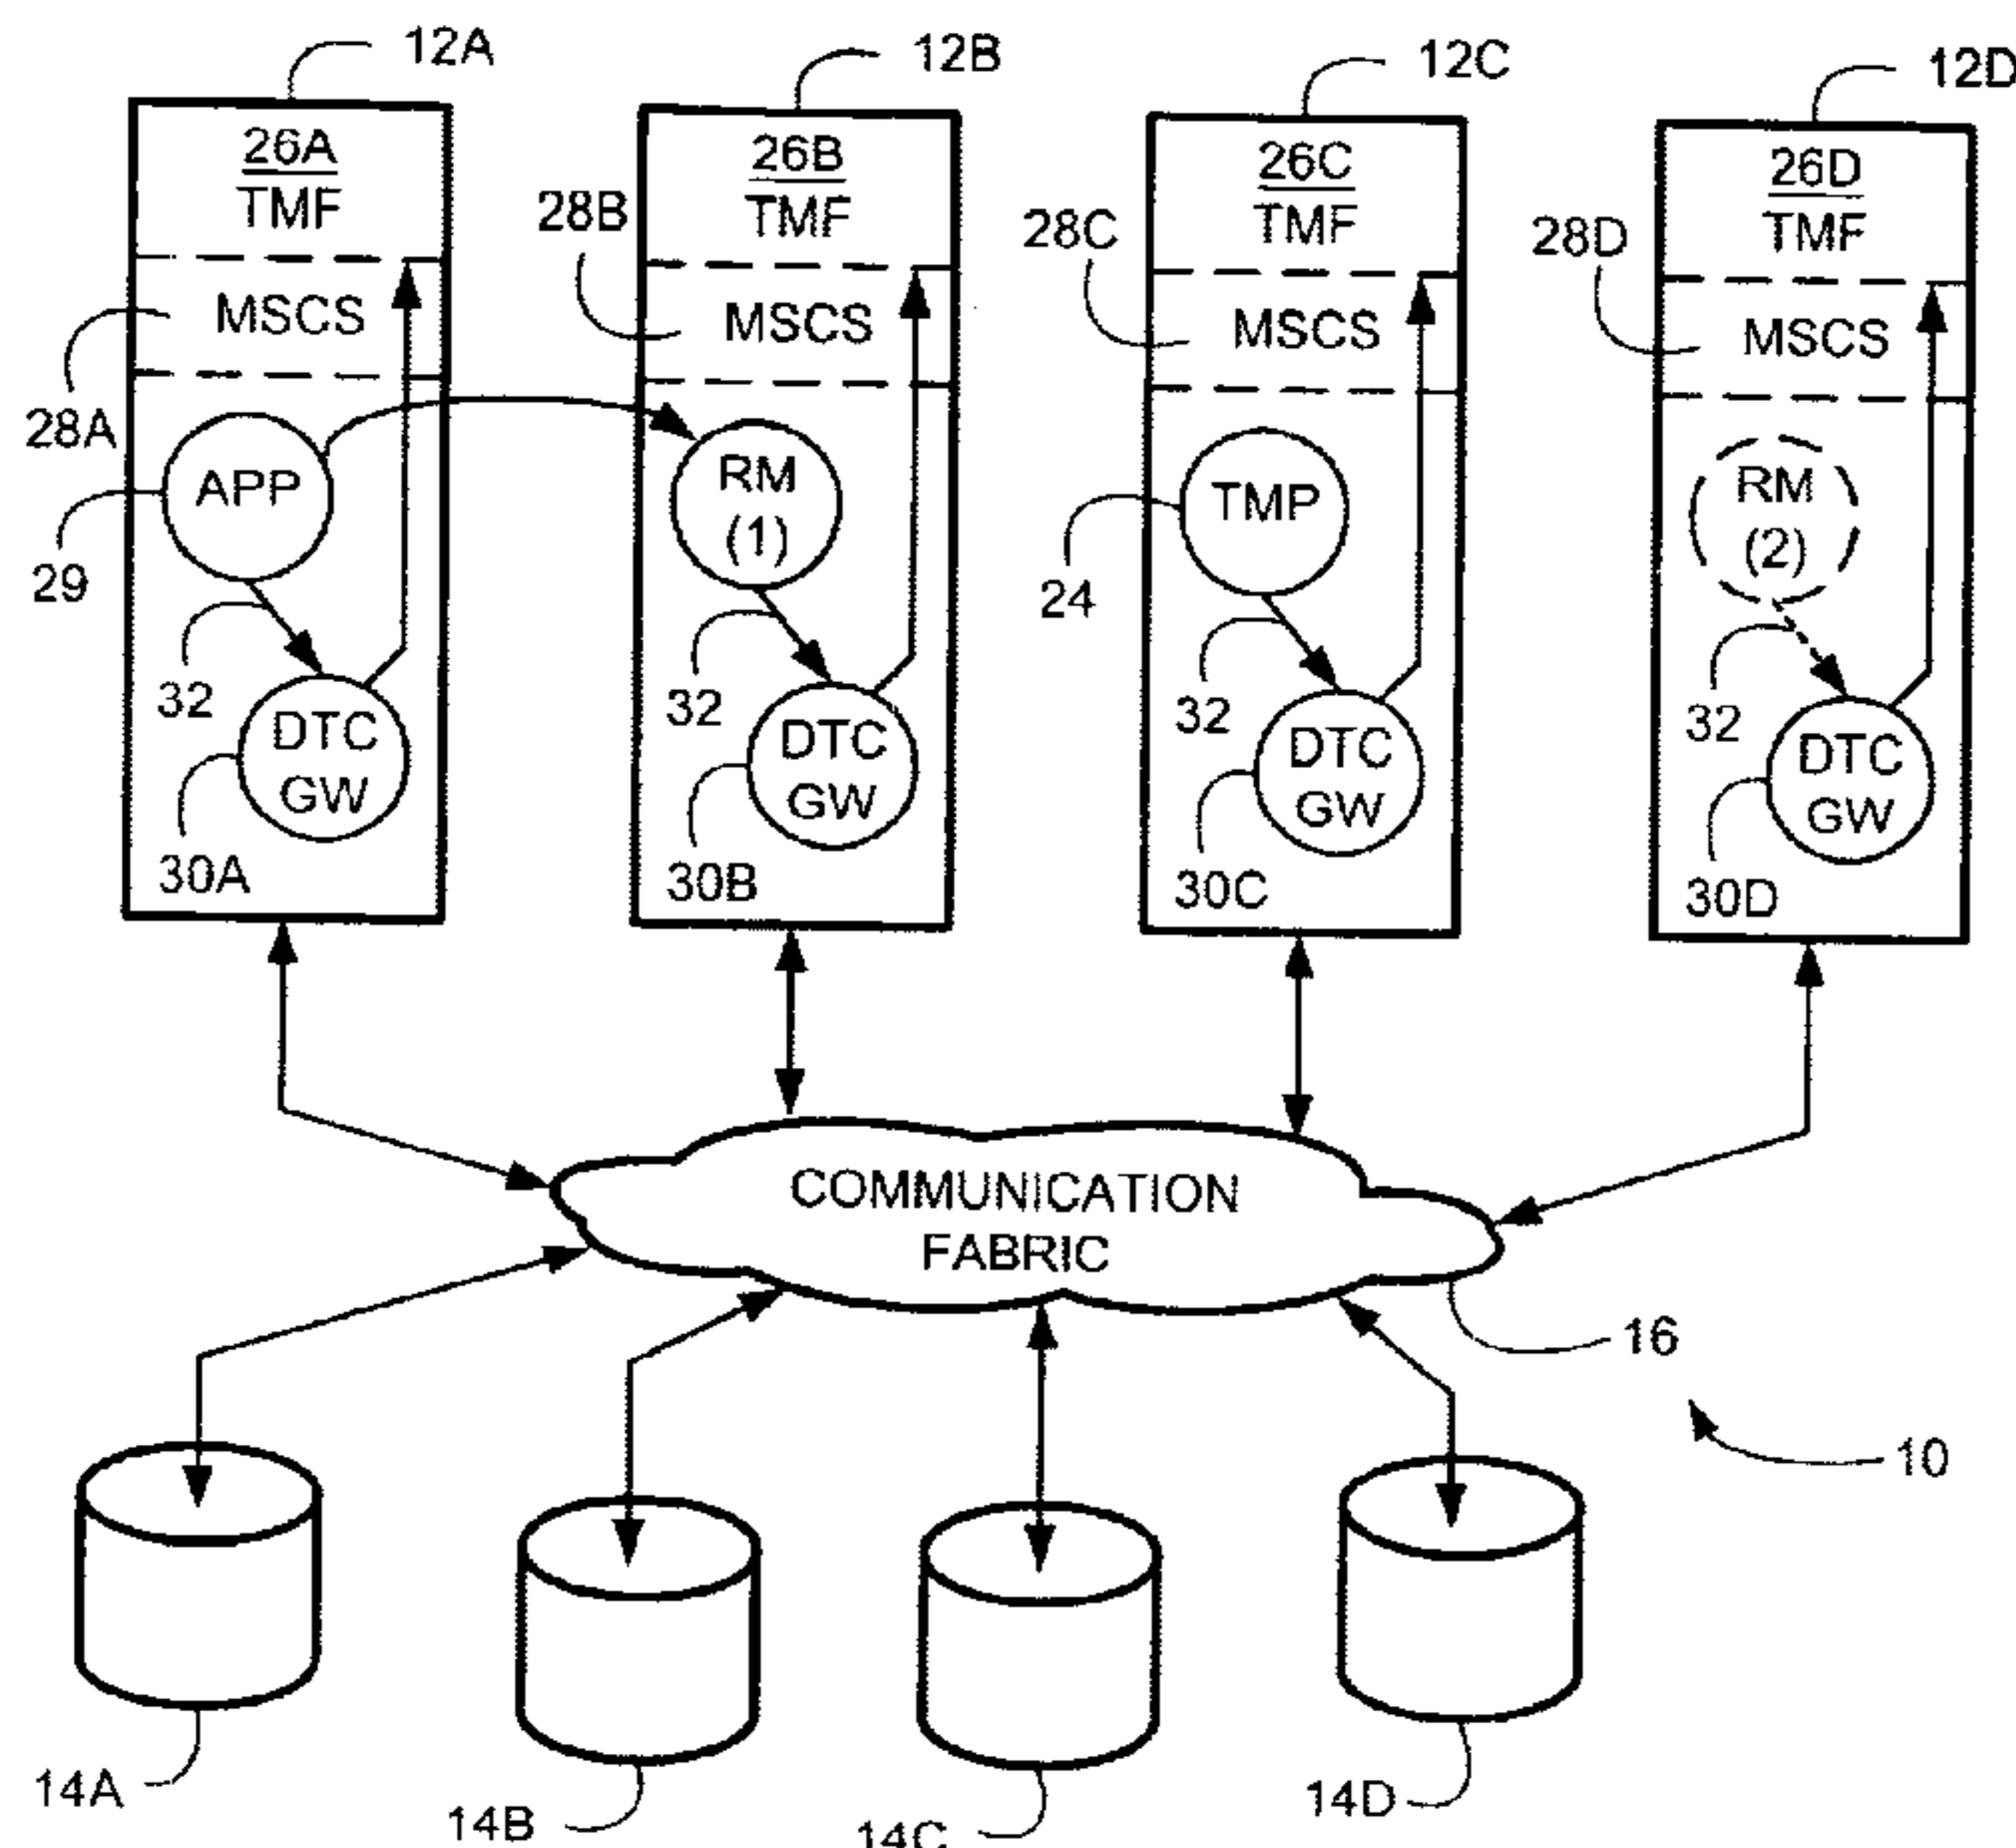 12A
12B
12C
12D
26A
TMF
26B
TMF
26C
TMF
26D
TMF
28B
28C
28D
MSCS
MSCS
MSCS
MSCS
28A
APP
RM
(1)
TMP
RM
(2)
29
24
32
32
32
32
DTC
GW
DTC
GW
DTC
GW
DTC
GW
30A
30B
30C
30D
COMMUNICATION
FABRIC
16
10
14A
14B
14C
14D